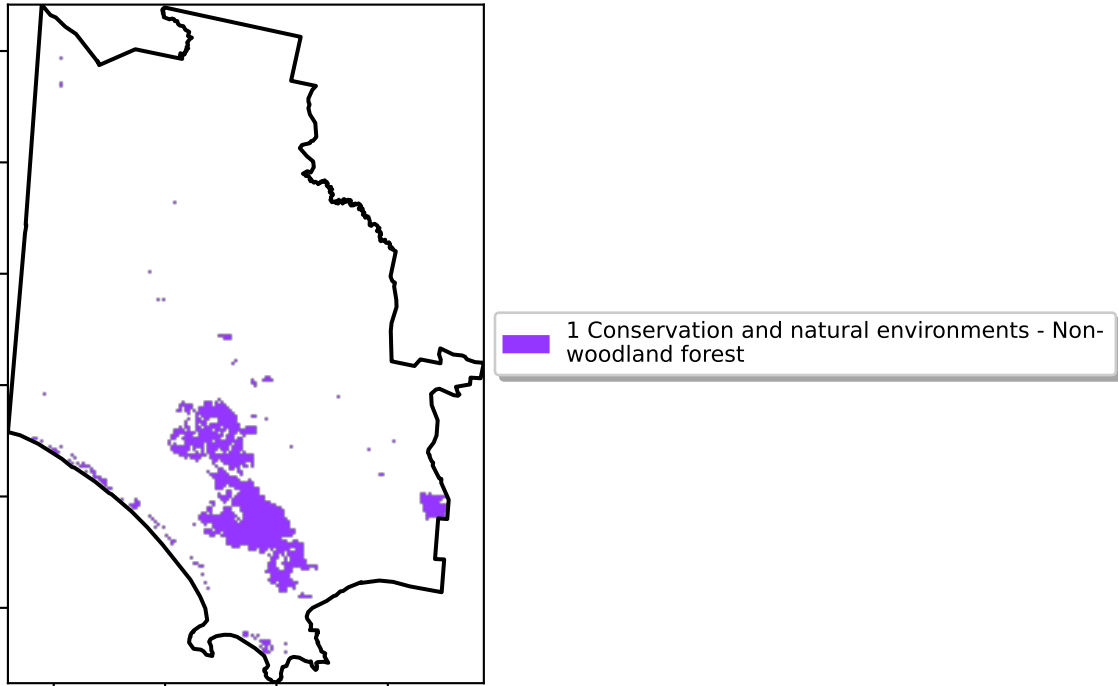 1 Conservation and natural environments - Non-
woodland forest